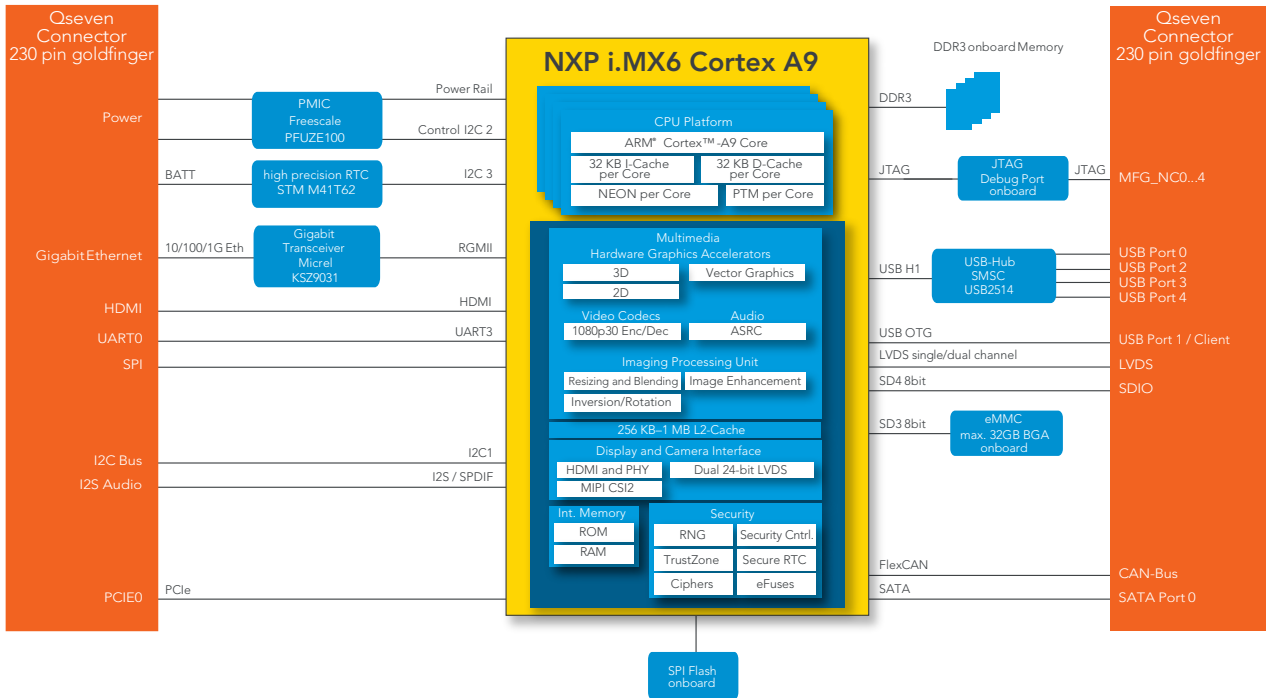 Qseven
Connector
230 pin goldfinger
Power
Gigabit Ethernet
HDMI
UART0
SPI
I2C Bus
I2S Audio
PCIE0
PMIC
Freescale
PFUZE100
Power Rail
Control I2C 2
BATT
high precision RTC
STM M41T62
I2C 3
10/100/1G Eth
Gigabit
Transceiver
Micrel
KSZ9031
RGMII
HDMI
UART3
I2C1
I2S / SPDIF
PCIe
NXP i.MX6 Cortex A9
CPU Platform
ARM® Cortex™-A9 Core
32 KB I-Cache
per Core
32 KB D-Cache
per Core
NEON per Core
PTM per Core
Multimedia
Hardware Graphics Accelerators
3D
Vector Graphics
2D
Video Codecs
Audio
1080p30 Enc/Dec
ASRC
Imaging Processing Unit
Resizing and Blending
Image Enhancement
Inversion/Rotation
256 KB–1 MB L2-Cache
Display and Camera Interface
HDMI and PHY
Dual 24-bit LVDS
MIPI CSI2
Int. Memory
ROM
RAM
Security
RNG
Security Cntrl.
TrustZone
Secure RTC
Ciphers
eFuses
SPI Flash
onboard
DDR3 onboard Memory
DDR3
JTAG
JTAG
Debug Port
onboard
JTAG
USB H1
USB-Hub
SMSC
USB2514
USB OTG
LVDS single/dual channel
SD4 8bit
SD3 8bit
eMMC
max. 32GB BGA
onboard
FlexCAN
SATA
Qseven
Connector
230 pin goldfinger
MFG_NC0...4
USB Port 0
USB Port 2
USB Port 3
USB Port 4
USB Port 1 / Client
LVDS
SDIO
CAN-Bus
SATA Port 0